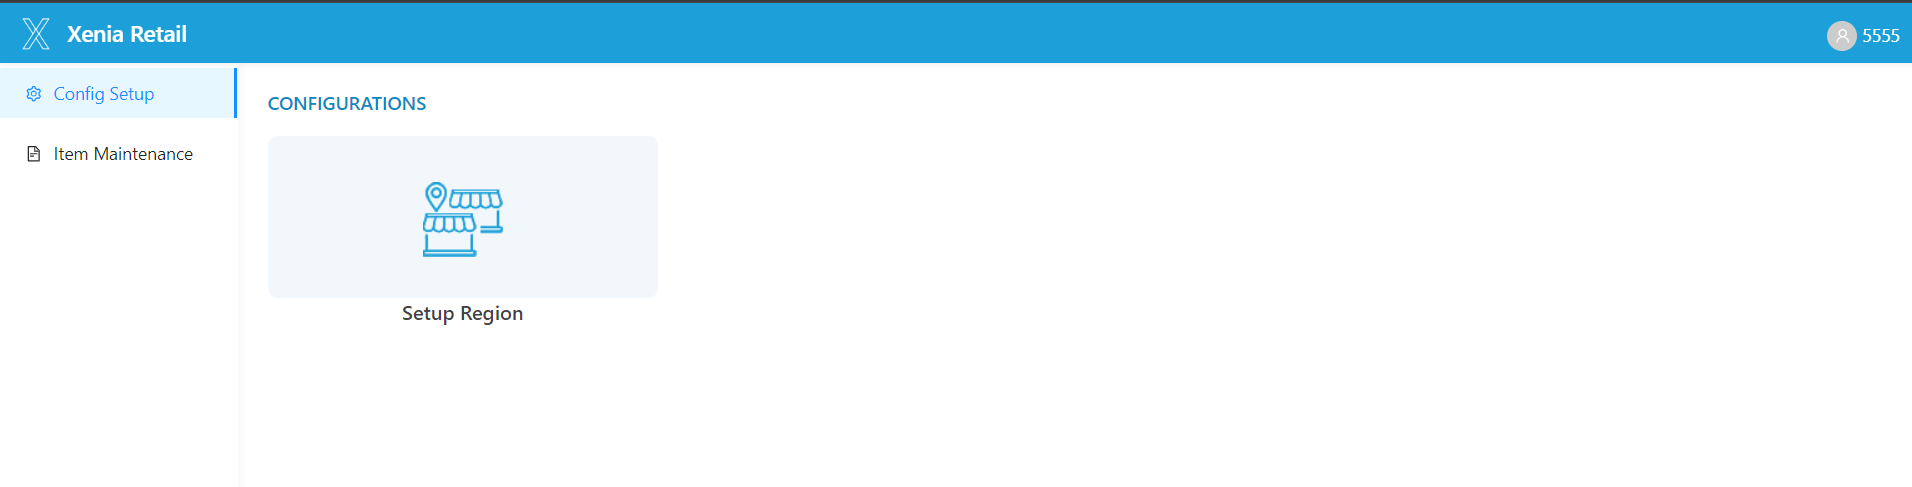 Xenia Retail
5555
Config Setup
Item Maintenance
CONFIGURATIONS
Setup Region